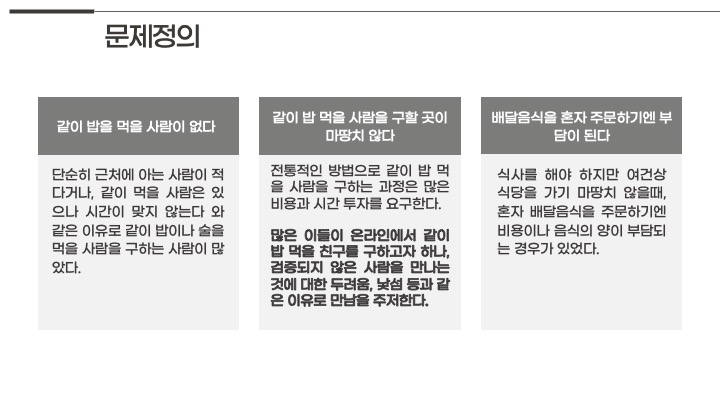 문제정의
같이 밥을 먹을 사람이 없다
단순히 근처에 아는 사람이 적
다거나, 같이 먹을 사람은 있
으나 시간이 맞지 않는다 와
같은 이유로 같이 밥이나 술을
먹을 사람을 구하는 사람이 많
았다.
같이 밥 먹을 사람을 구할 곳이
마땅치 않다
전통적인 방법으로 같이 밥 먹
을 사람을 구하는 과정은 많은
비용과 시간 투자를 요구한다.
많은 이들이 온라인에서 같이
밥 먹을 친구를 구하고자 하나,
검증되지 않은 사람을 만나는
것에 대한 두려움, 낯섬 등과 같
은 이유로 만남을 주저한다.
배달음식을 혼자 주문하기엔 부
담이 된다
식사를 해야 하지만 여건상
식당을 가기 마땅치 않을때,
혼자 배달음식을 주문하기엔
비용이나 음식의 양이 부담되
는 경우가 있었다.